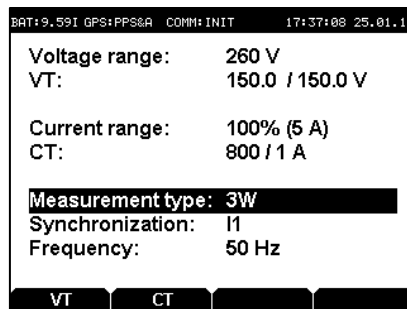 BAT:9.59I GPS:PPS&A COMM:INIT 17:37:08 25.01.1
Voltage range: 260 V
VT: 150.0 / 150.0 V
Current range: 100% (5 A)
CT: 800 / 1 A
Measurement type: 3W
Synchronization: I1
Frequency: 50 Hz
VT CT